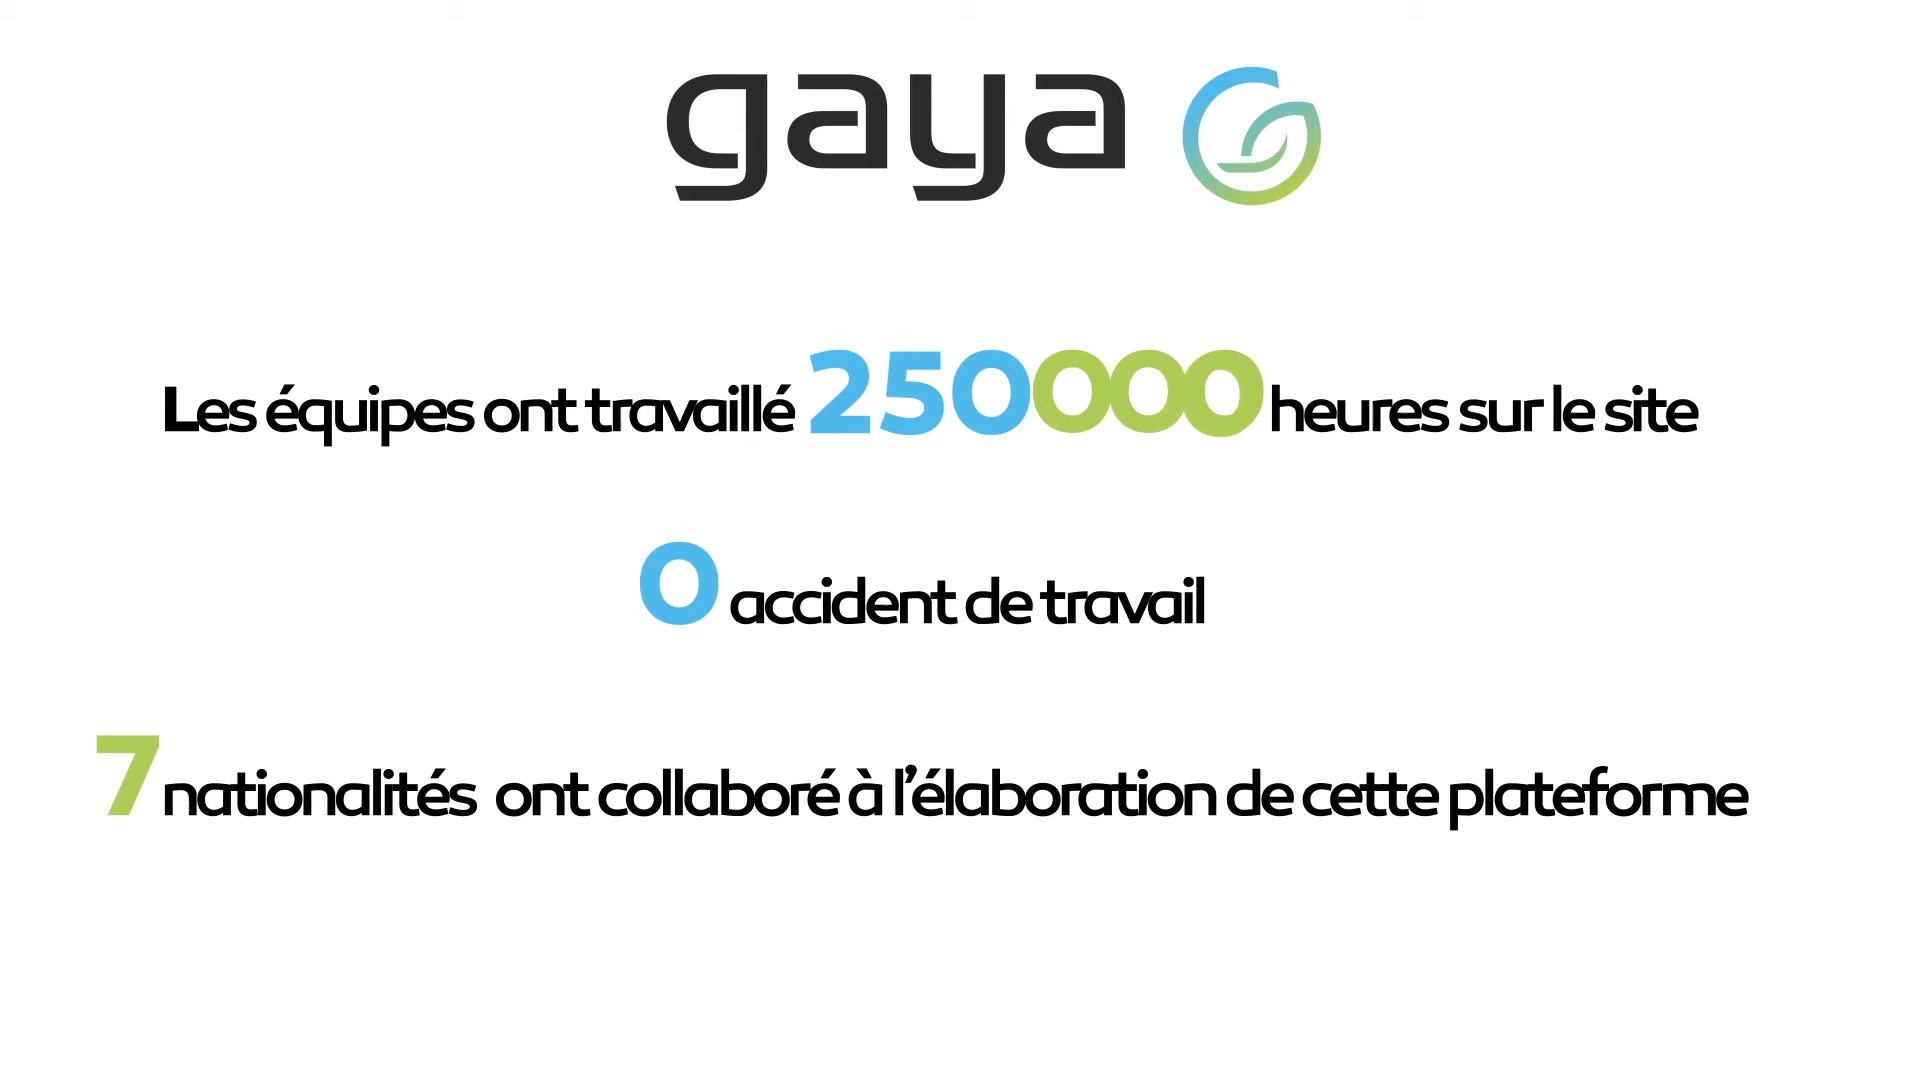 gaya
Les équipes ont travaillé 250000 heures sur le site
0 accident de travail
7 nationalités ont collaboré à l’élaboration de cette plateforme